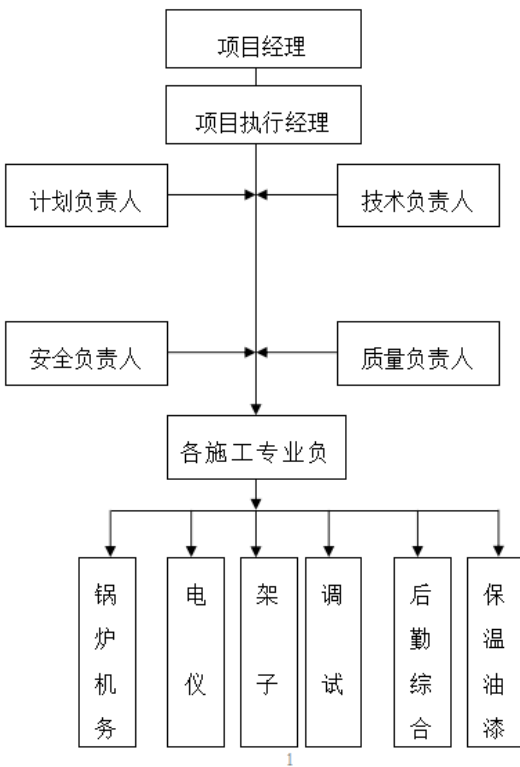 项目经理
项目执行经理
计划负责人
技术负责人
安全负责人
质量负责人
各施工专业负
锅炉机务
电仪
架子
调试
后勤综合
保温油漆
1